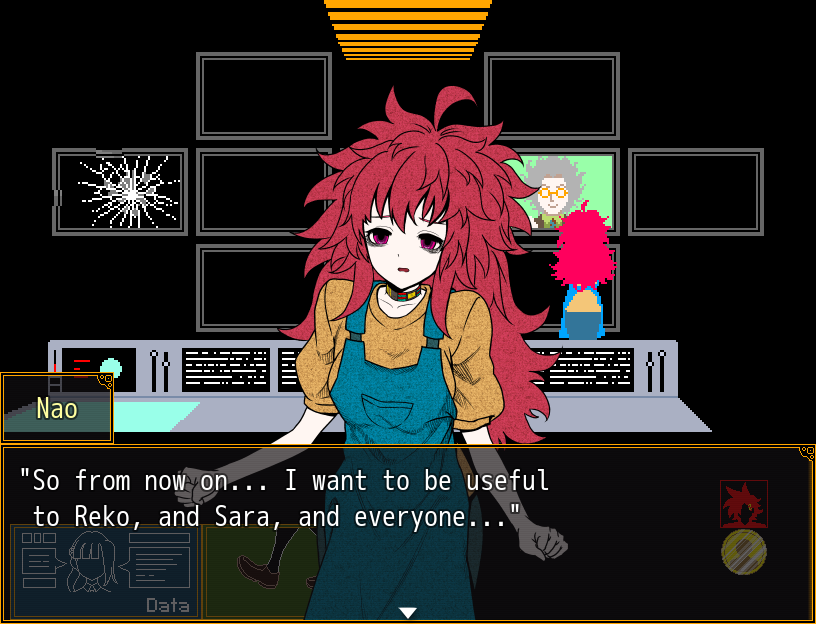 Nao
"So from now on... I want to be useful
to Reko, and Sara, and everyone..."
Data